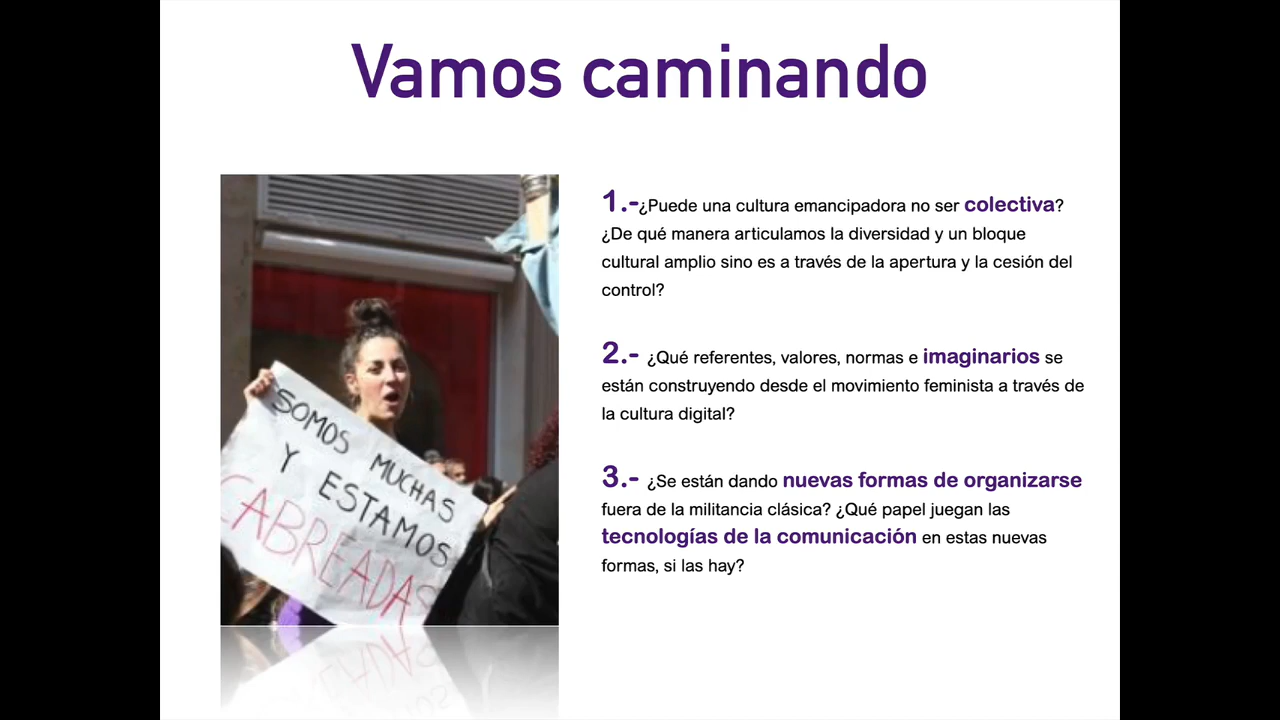 Vamos caminando
SOMOS MUCHAS
Y ESTAMOS
CABREADAS
1.-¿Puede una cultura emancipadora no ser colectiva?
¿De qué manera articulamos la diversidad y un bloque
cultural amplio sino es a través de la apertura y la cesión del
control?
2.- ¿Qué referentes, valores, normas e imaginarios se
están construyendo desde el movimiento feminista a través de
la cultura digital?
3.- ¿Se están dando nuevas formas de organizarse
fuera de la militancia clásica? ¿Qué papel juegan las
tecnologías de la comunicación en estas nuevas
formas, si las hay?